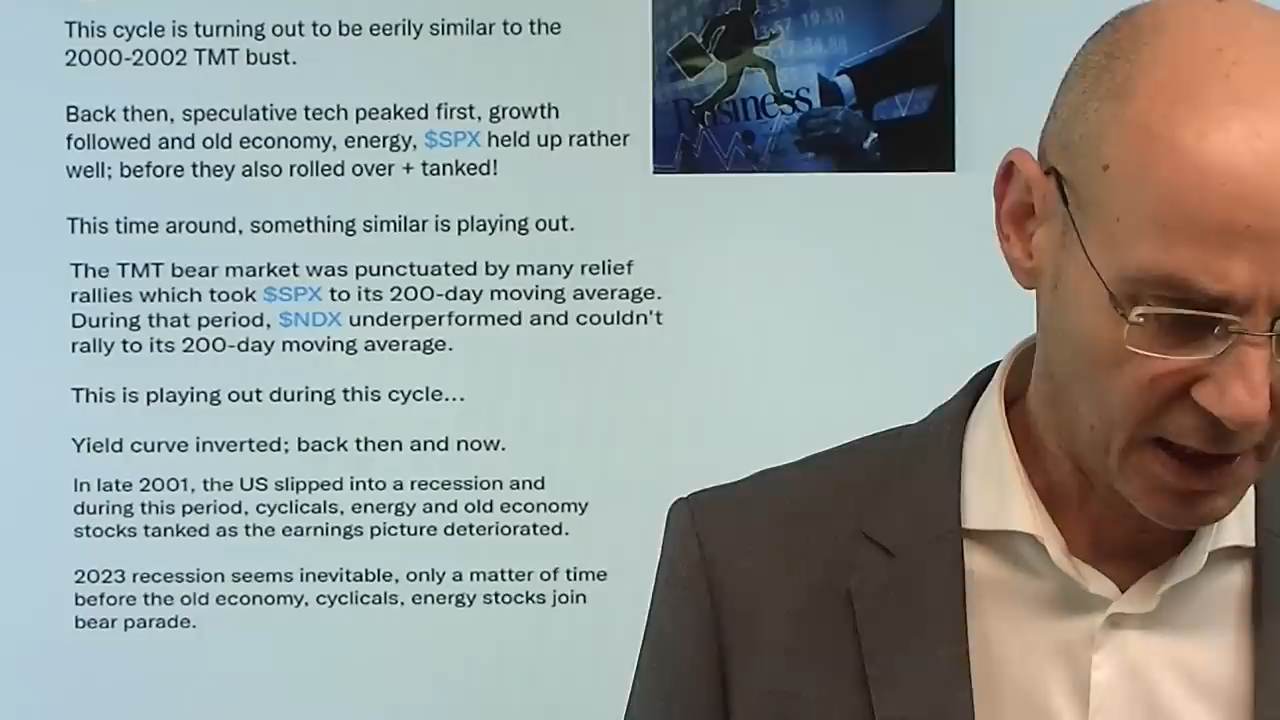 This cycle is turning out to be eerily similar to the
2000-2002 TMT bust.
Back then, speculative tech peaked first, growth
followed and old economy, energy, $SPX held up rather
well; before they also rolled over + tanked!
This time around, something similar is playing out.
The TMT bear market was punctuated by many relief
rallies which took $SPX to its 200-day moving average.
During that period, $NDX underperformed and couldn't
rally to its 200-day moving average.
This is playing out during this cycle...
Yield curve inverted; back then and now.
In late 2001, the US slipped into a recession and
during this period, cyclicals, energy and old economy
stocks tanked as the earnings picture deteriorated.
2023 recession seems inevitable, only a matter of time
before the old economy, cyclicals, energy stocks join
bear parade.
19.50
Business